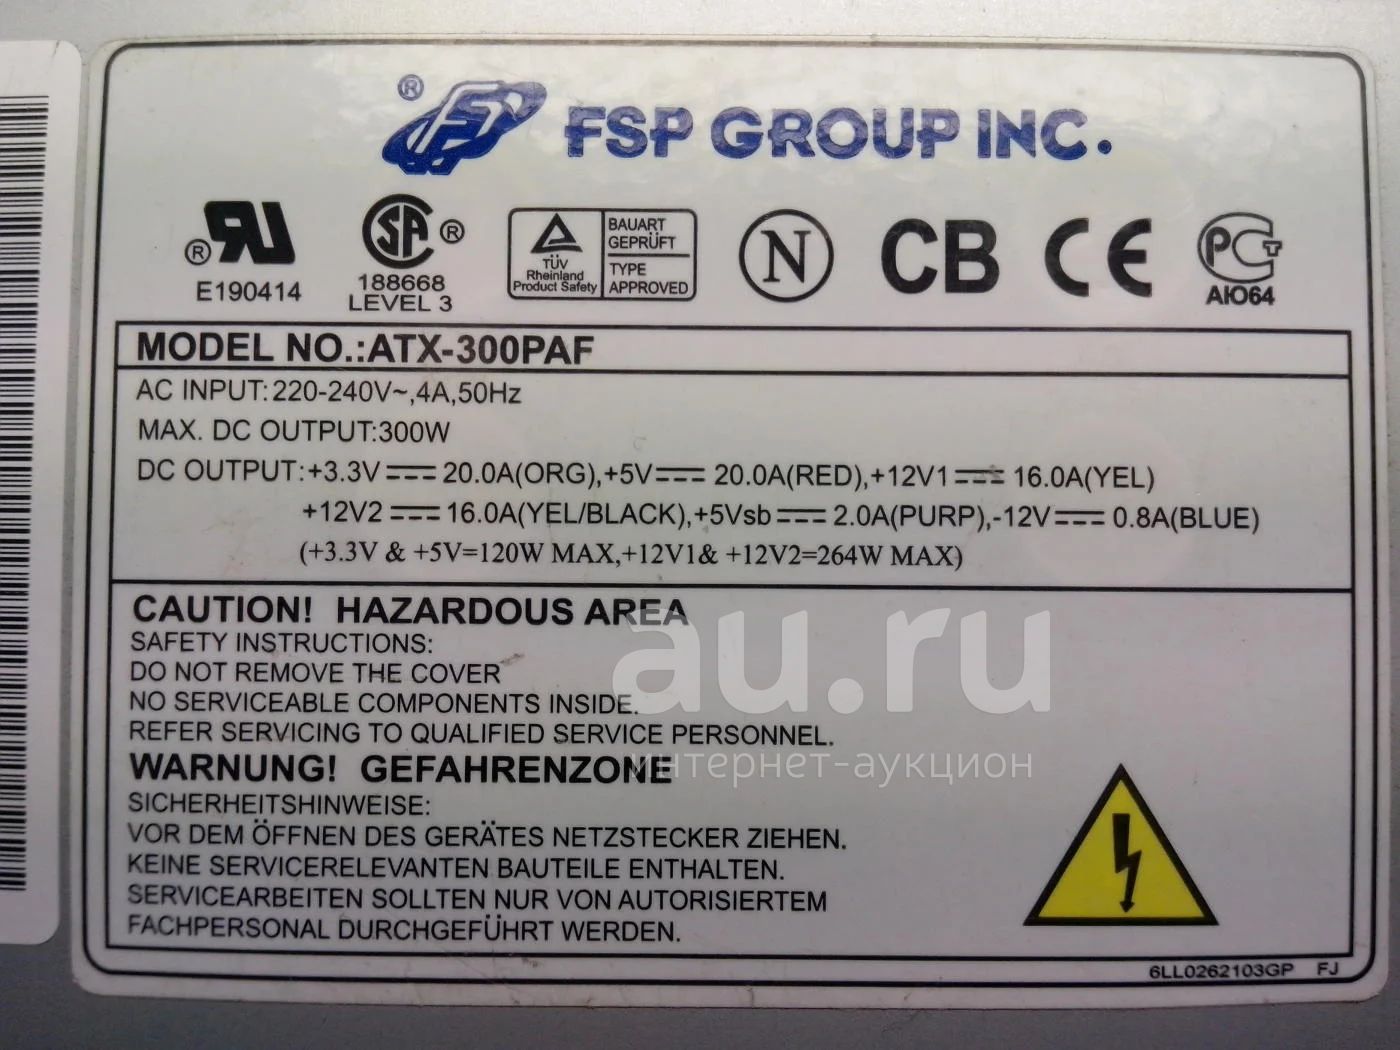 ® FSP GROUP INC.
® UR
E190414
SA ®
188668
LEVEL 3
TÜV
Rheinland
Product Safety
BAUART
GEPRÜFT
TYPE
APPROVED
N
CB
CE
РСТ
АЮ64
MODEL NO.:ATX-300PAF
AC INPUT:220-240V~,4A,50Hz
MAX. DC OUTPUT:300W
DC OUTPUT:+3.3V⎓20.0A(ORG),+5V⎓20.0A(RED),+12V1⎓16.0A(YEL)
+12V2⎓16.0A(YEL/BLACK),+5Vsb⎓2.0A(PURP),-12V⎓0.8A(BLUE)
(+3.3V & +5V=120W MAX,+12V1& +12V2=264W MAX)
CAUTION! HAZARDOUS AREA
SAFETY INSTRUCTIONS:
DO NOT REMOVE THE COVER
NO SERVICEABLE COMPONENTS INSIDE.
REFER SERVICING TO QUALIFIED SERVICE PERSONNEL.
WARNUNG! GEFAHRENZONE
SICHERHEITSHINWEISE:
VOR DEM ÖFFNEN DES GERÄTES NETZSTECKER ZIEHEN.
KEINE SERVICERELEVANTEN BAUTEILE ENTHALTEN.
SERVICEARBEITEN SOLLTEN NUR VON AUTORISIERTEM
FACHPERSONAL DURCHGEFÜHRT WERDEN.
au.ru
интернет-аукцион
6LL0262103GP FJ